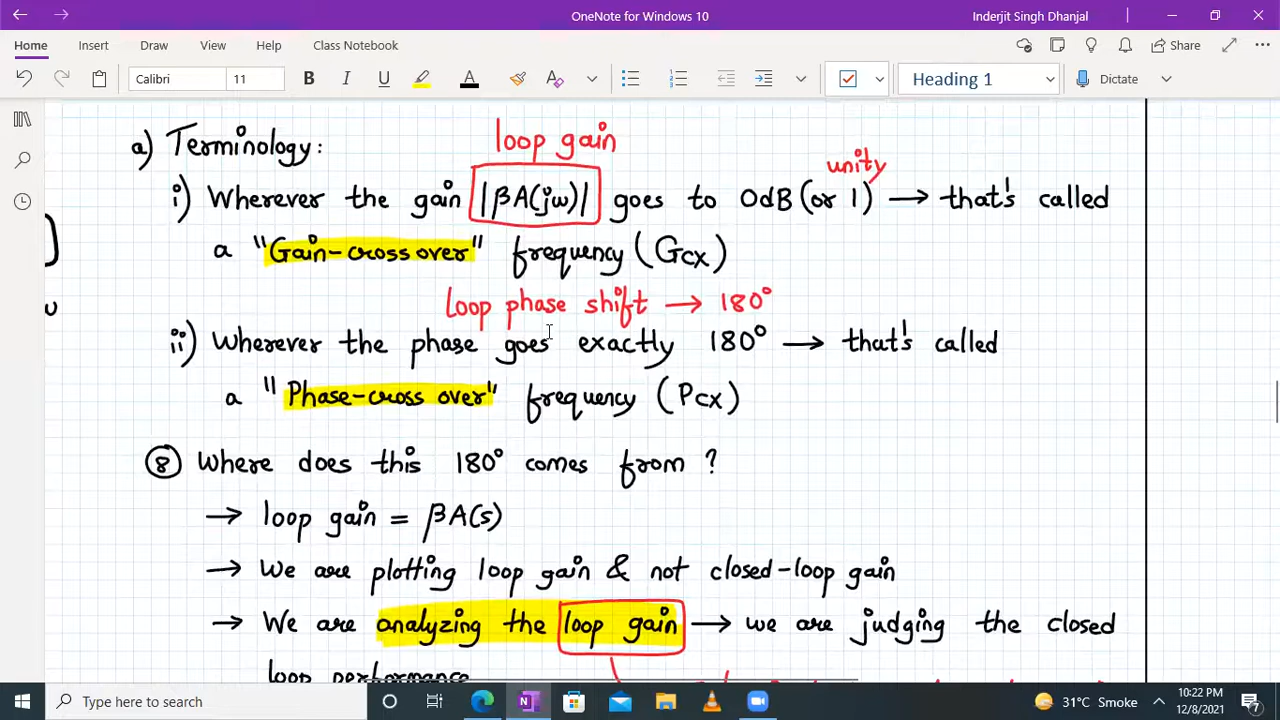 OneNote for Windows 10
Inderjit Singh Dhanjal
Home Insert Draw View Help Class Notebook
Share
Calibri 11 B I U A A Heading 1 Dictate
a) Terminology:
loop gain
unity
i) Wherever the gain |βA(jω)| goes to 0dB (or 1) → that's called
a "Gain-cross over" frequency (Gcx)
loop phase shift → 180°
ii) Wherever the phase goes exactly 180° → that's called
a "Phase-cross over" frequency (Pcx)
⑧ Where does this 180° comes from ?
→ loop gain = βA(s)
→ We are plotting loop gain & not closed-loop gain
→ We are analyzing the loop gain → we are judging the closed
loop performance
Type here to search
31°C Smoke
10:22 PM
12/8/2021
7